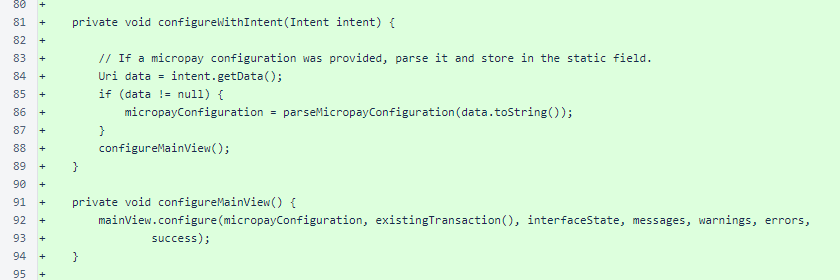 80 +
81 + private void configureWithIntent(Intent intent) {
82 +
83 + // If a micropay configuration was provided, parse it and store in the static field.
84 + Uri data = intent.getData();
85 + if (data != null) {
86 + micropayConfiguration = parseMicropayConfiguration(data.toString());
87 + }
88 + configureMainView();
89 + }
90 +
91 + private void configureMainView() {
92 + mainView.configure(micropayConfiguration, existingTransaction(), interfaceState, messages, warnings, errors,
93 + success);
94 + }
95 +